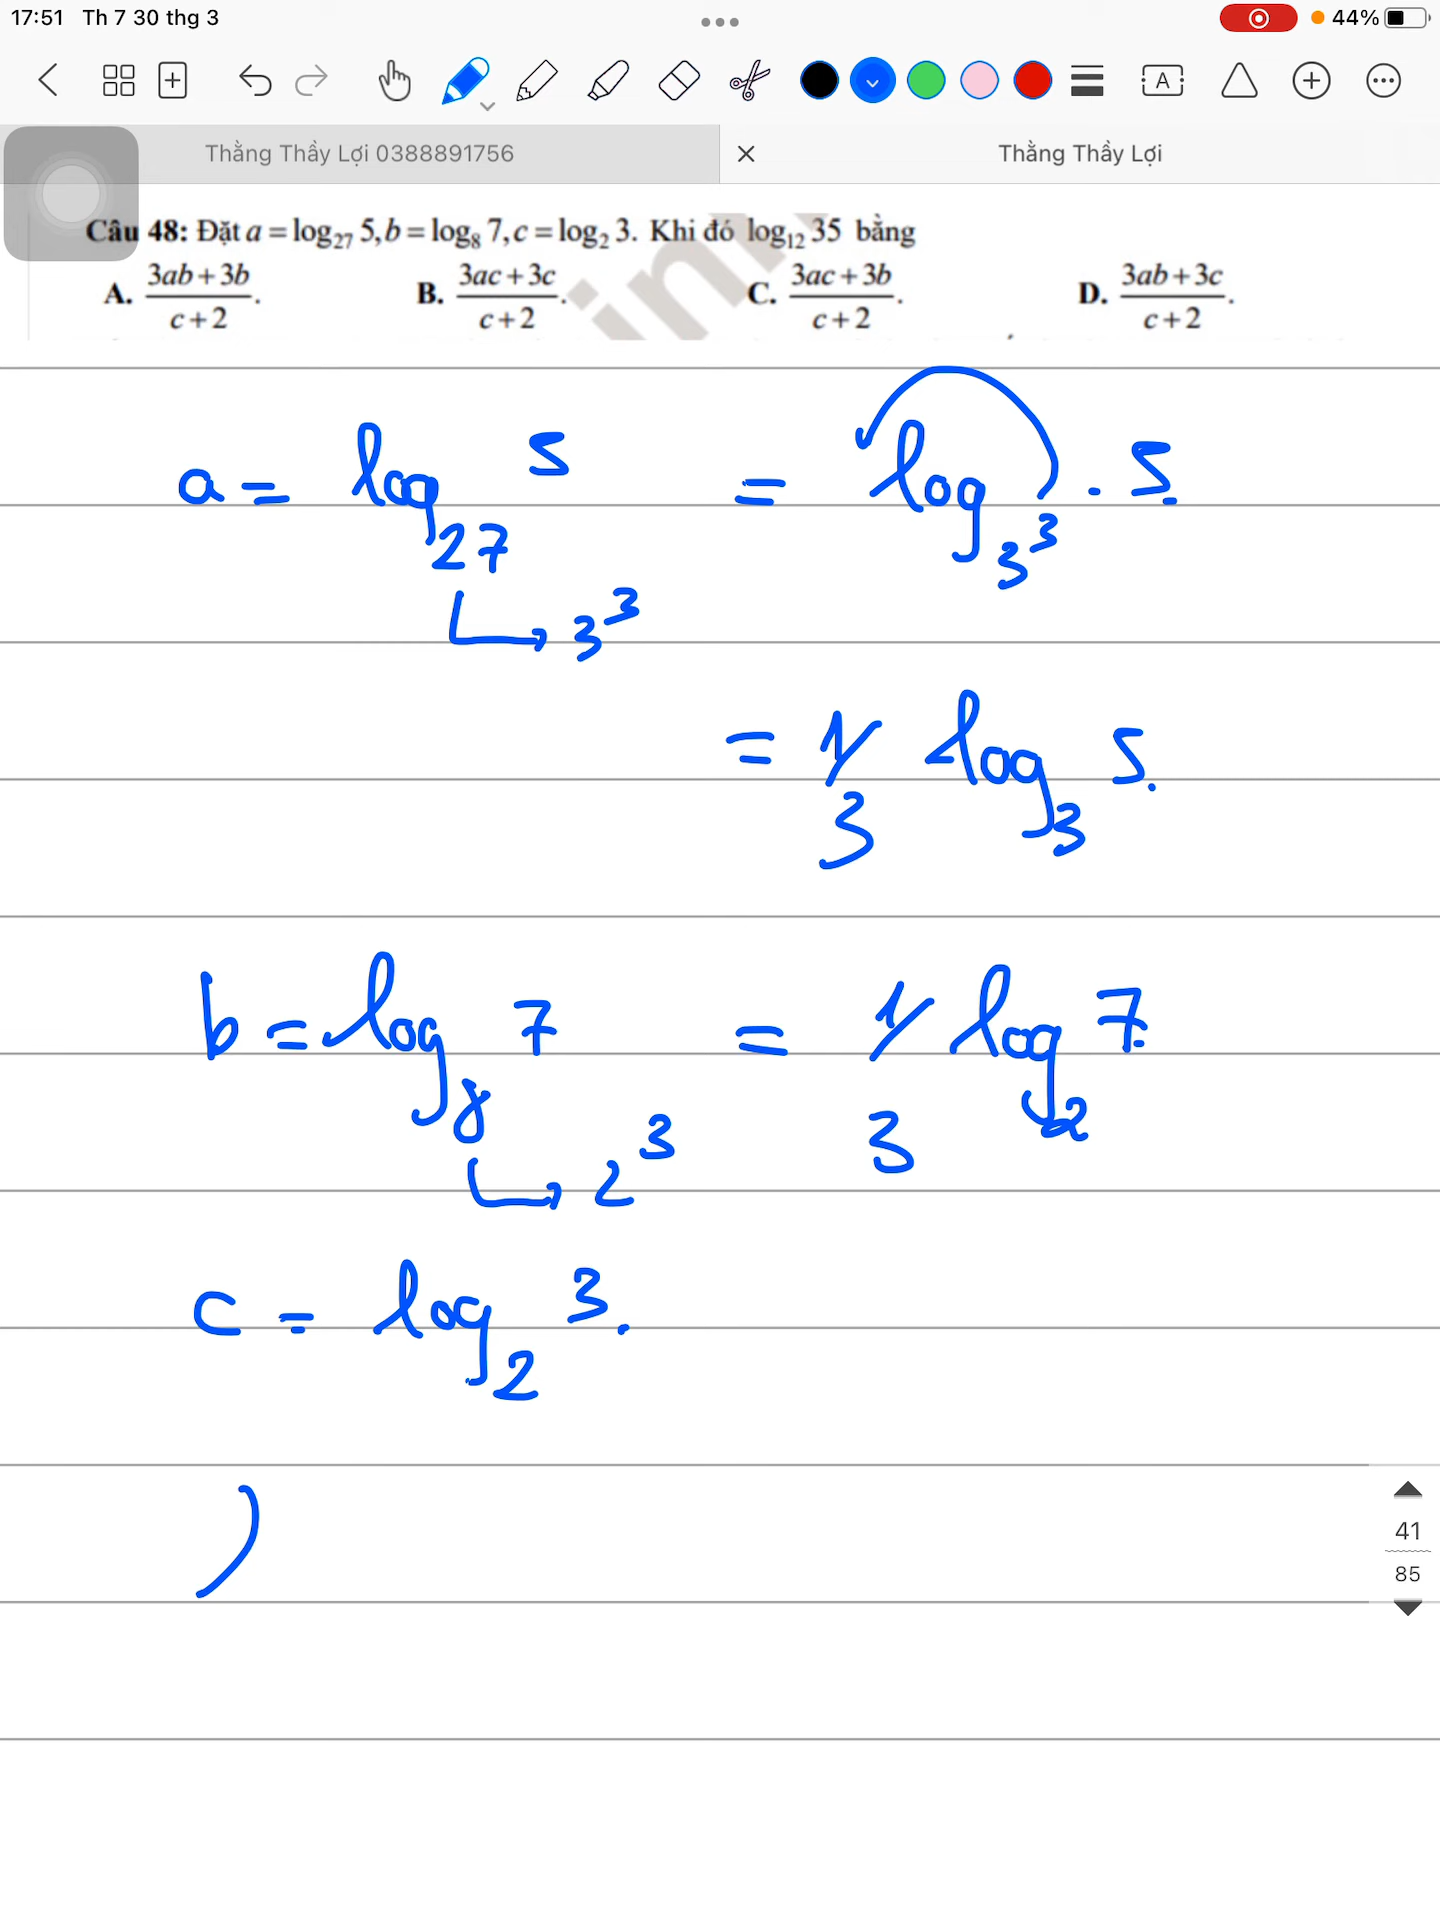 17:51 Th 7 30 thg 3 44%
Thằng Thầy Lợi 0388891756
Thằng Thầy Lợi
Câu 48: Đặt a = log₂₇ 5, b = log₈ 7, c = log₂ 3. Khi đó log₁₂ 35 bằng
A. (3ab + 3b)/(c + 2). B. (3ac + 3c)/(c + 2). C. (3ac + 3b)/(c + 2). D. (3ab + 3c)/(c + 2).
a = log₂₇ 5 = log₃³ . 5.
3³
= 1/3 log₃ 5.
b = log₈ 7 = 1/3 log₂ 7.
2³
c = log₂ 3.
)
41
85